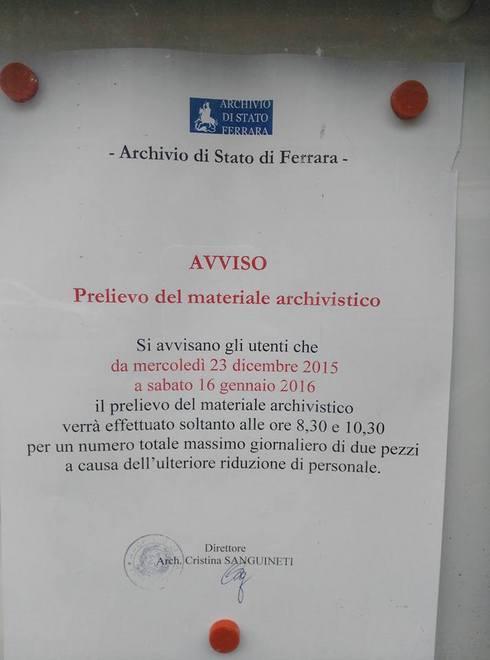 ARCHIVIO
DI STATO
FERRARA
- Archivio di Stato di Ferrara -
AVVISO
Prelievo del materiale archivistico
Si avvisano gli utenti che
da mercoledì 23 dicembre 2015
a sabato 16 gennaio 2016
il prelievo del materiale archivistico
verrà effettuato soltanto alle ore 8,30 e 10,30
per un numero totale massimo giornaliero di due pezzi
a causa dell'ulteriore riduzione di personale.
Direttore
Arch. Cristina SANGUINETI